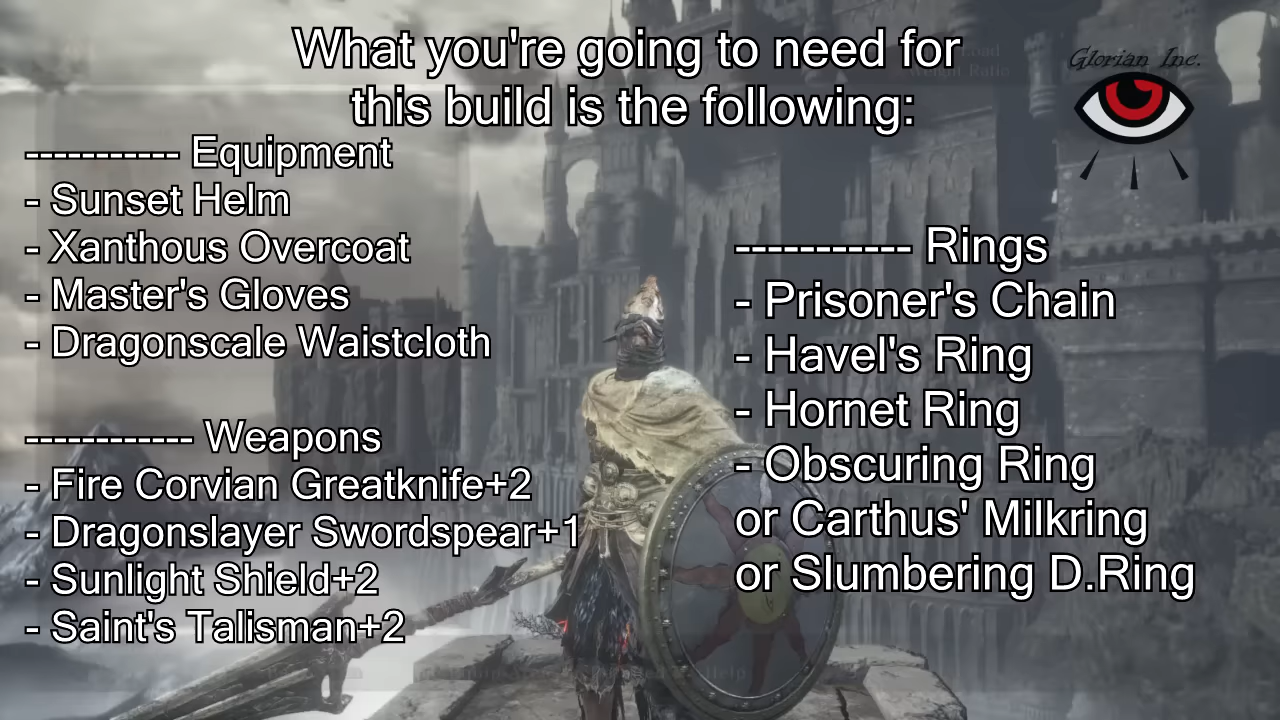 What you're going to need for
this build is the following:
Glorian Inc.
----------- Equipment
- Sunset Helm
- Xanthous Overcoat
- Master's Gloves
- Dragonscale Waistcloth
------------ Weapons
- Fire Corvian Greatknife+2
- Dragonslayer Swordspear+1
- Sunlight Shield+2
- Saint's Talisman+2
----------- Rings
- Prisoner's Chain
- Havel's Ring
- Hornet Ring
- Obscuring Ring
or Carthus' Milkring
or Slumbering D.Ring